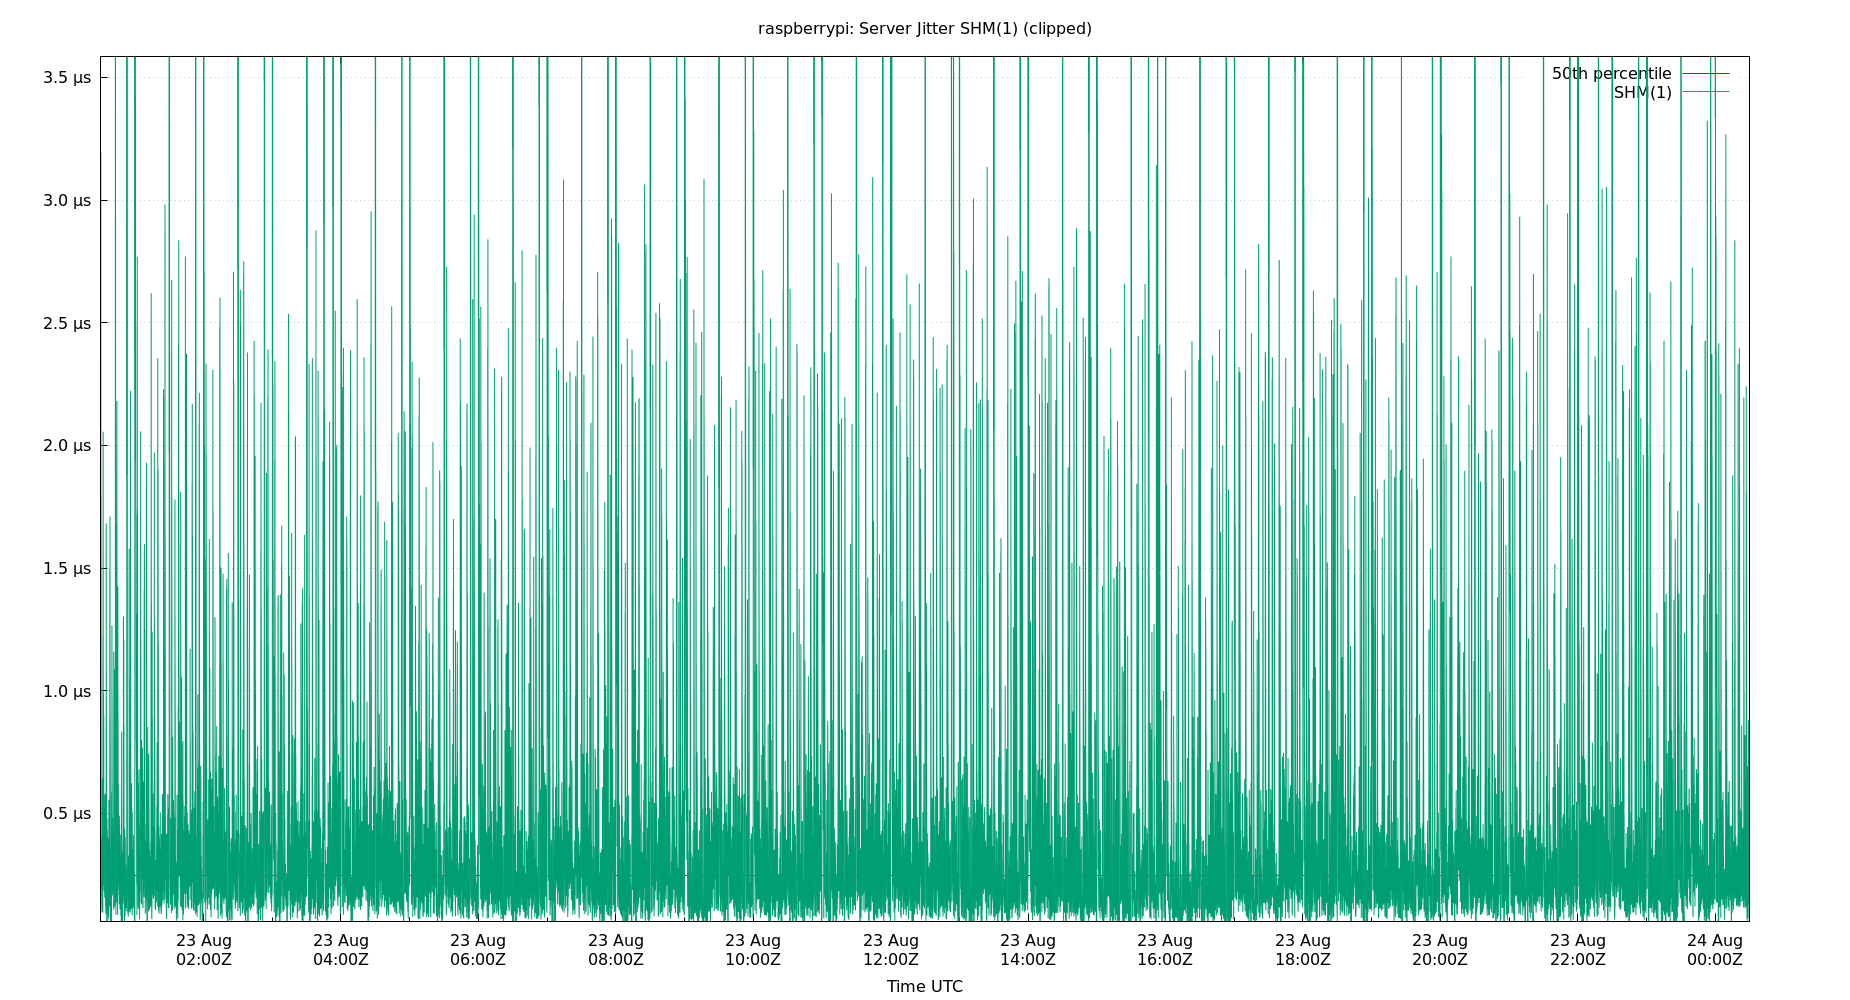 raspberrypi: Server Jitter SHM(1) (clipped)
50th percentile
SHM(1)
3.5 µs
3.0 µs
2.5 µs
2.0 µs
1.5 µs
1.0 µs
0.5 µs
23 Aug 23 Aug 23 Aug 23 Aug 23 Aug 23 Aug 23 Aug 23 Aug 23 Aug 23 Aug 23 Aug 24 Aug
02:00Z 04:00Z 06:00Z 08:00Z 10:00Z 12:00Z 14:00Z 16:00Z 18:00Z 20:00Z 22:00Z 00:00Z
Time UTC